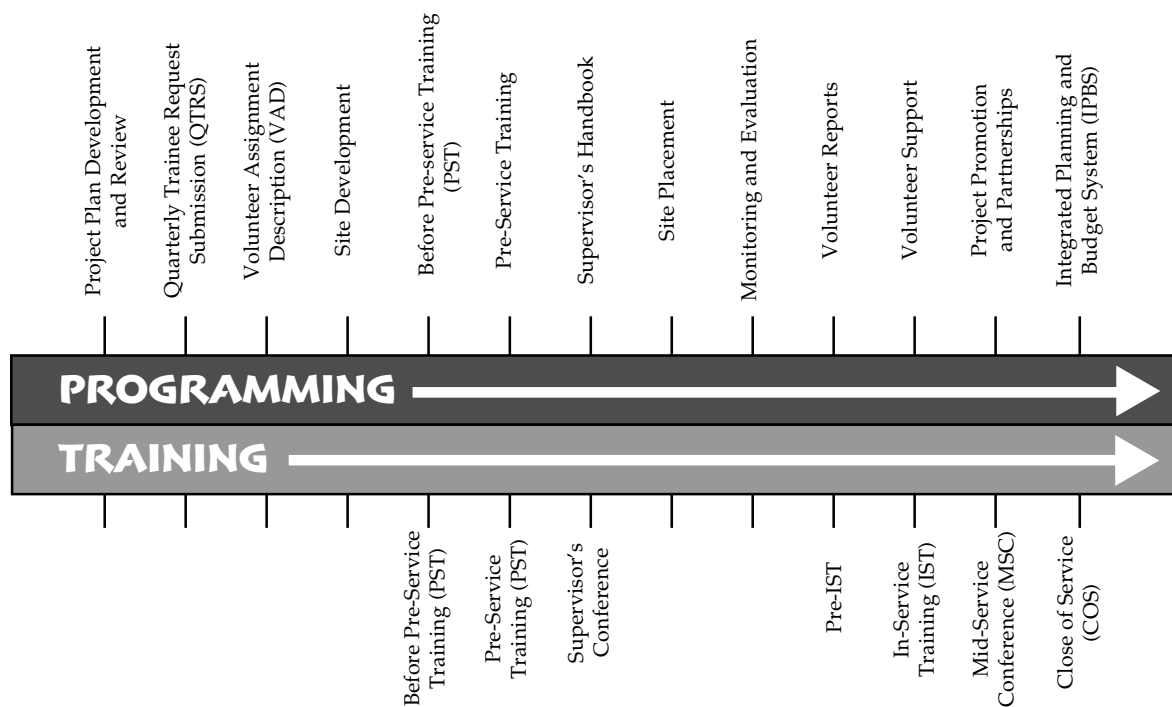 Project Plan Development
and Review
Quarterly Trainee Request
Submission (QTRS)
Volunteer Assignment
Description (VAD)
Site Development
Before Pre-service Training
(PST)
Pre-Service Training
Supervisor's Handbook
Site Placement
Monitoring and Evaluation
Volunteer Reports
Volunteer Support
Project Promotion
and Partnerships
Integrated Planning and
Budget System (IPBS)
PROGRAMMING
TRAINING
Before Pre-Service
Training (PST)
Pre-Service
Training (PST)
Supervisor's
Conference
Pre-IST
In-Service
Training (IST)
Mid-Service
Conference (MSC)
Close of Service
(COS)